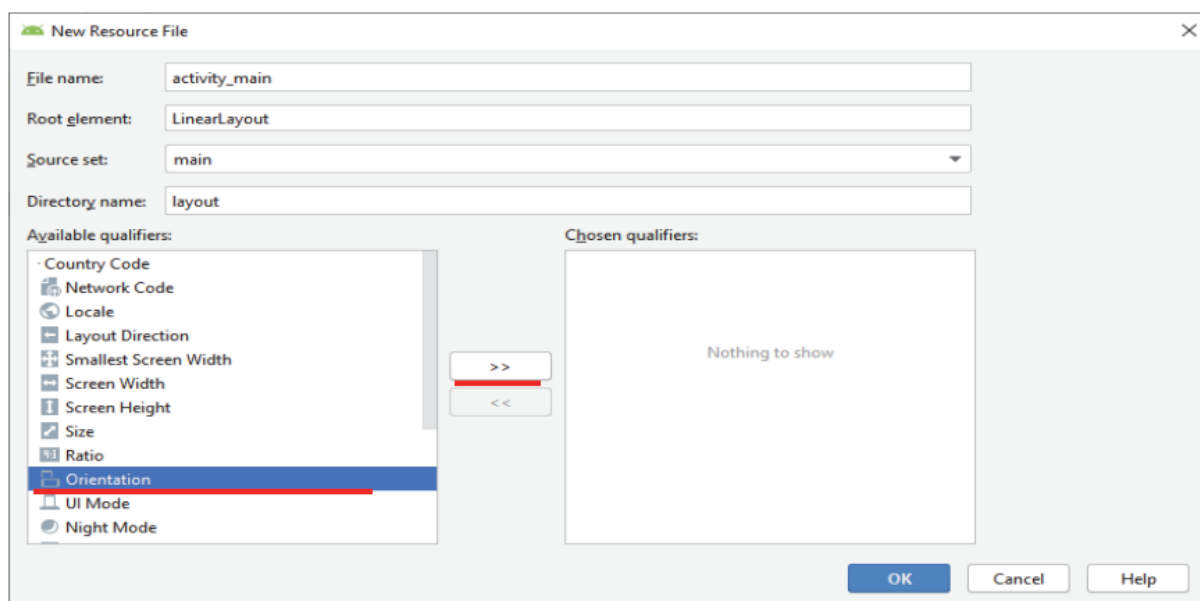 New Resource File
File name: activity_main
Root element: LinearLayout
Source set: main
Directory name: layout
Available qualifiers:
Chosen qualifiers:
Country Code
Network Code
Locale
Layout Direction
Smallest Screen Width
Screen Width
Screen Height
Size
Ratio
Orientation
UI Mode
Night Mode
>>
<<
Nothing to show
OK Cancel Help